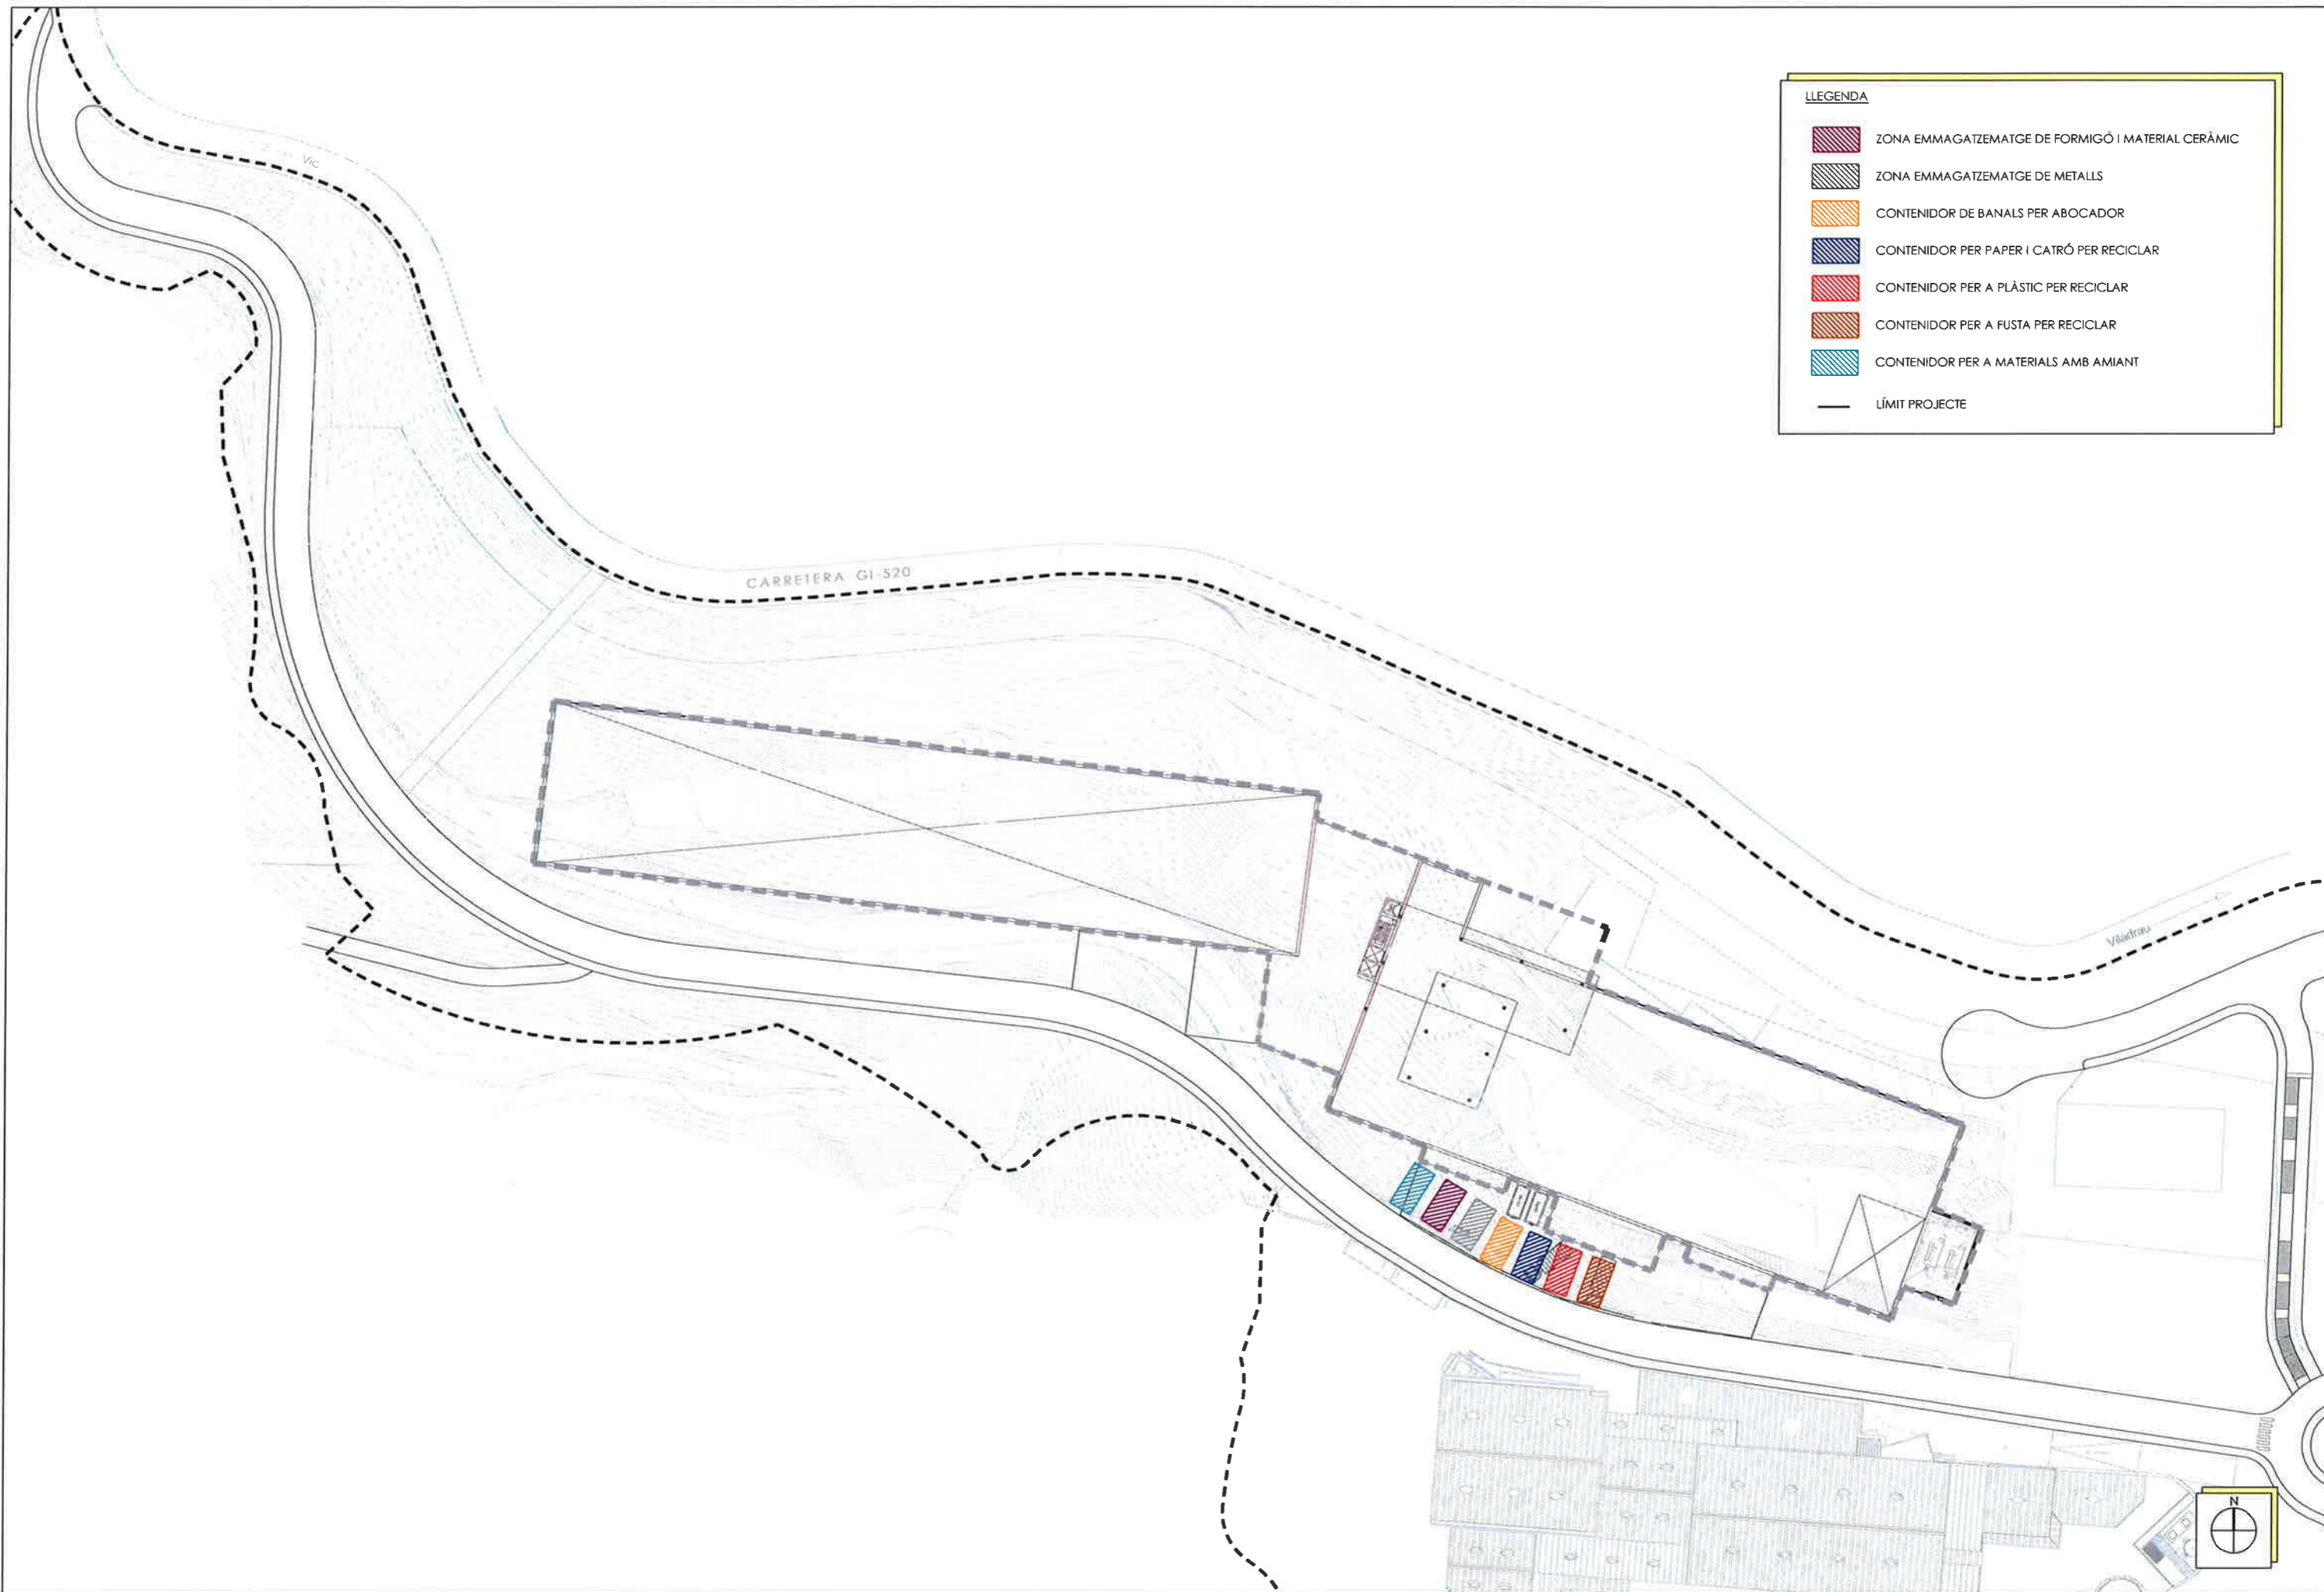 LLEGENDA
ZONA EMMAGATZEMATGE DE FORMIGÓ I MATERIAL CERÀMIC
ZONA EMMAGATZEMATGE DE METALLS
CONTENIDOR DE BANALS PER ABOCADOR
CONTENIDOR PER PAPER I CATRÓ PER RECICLAR
CONTENIDOR PER A PLÀSTIC PER RECICLAR
CONTENIDOR PER A FUSTA PER RECICLAR
CONTENIDOR PER A MATERIALS AMB AMIANT
LÍMIT PROJECTE
Vic
CARRETERA GI-520
Viladrau
N